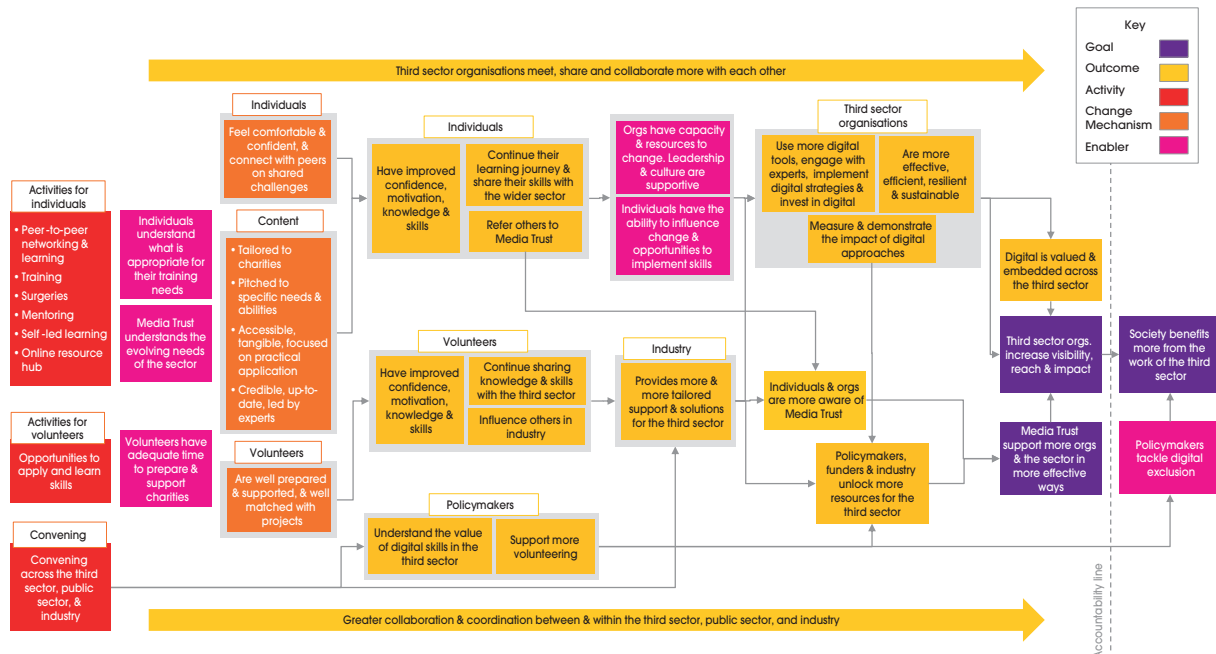 Key
Goal
Outcome
Activity
Change
Mechanism
Enabler
Third sector organisations meet, share and collaborate more with each other
Activities for
individuals
• Peer-to-peer
networking &
learning
• Training
• Surgeries
• Mentoring
• Self -led learning
• Online resource
hub
Activities for
volunteers
Opportunities to
apply and learn
skills
Convening
Convening
across the third
sector, public
sector, &
industry
Individuals
understand
what is
appropriate for
their training
needs
Media Trust
understands the
evolving needs
of the sector
Volunteers have
adequate time
to prepare &
support
charities
Individuals
Feel comfortable &
confident, &
connect with peers
on shared
challenges
Content
• Tailored to
charities
• Pitched to
specific needs &
abilities
• Accessible,
tangible, focused
on practical
application
• Credible, up-to-
date, led by
experts
Volunteers
Are well prepared
& supported, & well
matched with
projects
Individuals
Have improved
confidence,
motivation,
knowledge &
skills
Continue their
learning journey &
share their skills with
the wider sector
Refer others to
Media Trust
Volunteers
Have improved
confidence,
motivation,
knowledge &
skills
Continue sharing
knowledge & skills
with the third sector
Influence others in
industry
Policymakers
Understand the value
of digital skills in the
third sector
Support more
volunteering
Orgs have capacity
& resources to
change. Leadership
& culture are
supportive
Individuals have the
ability to influence
change &
opportunities to
implement skills
Industry
Provides more &
more tailored
support & solutions
for the third sector
Third sector
organisations
Use more digital
tools, engage with
experts, implement
digital strategies &
invest in digital
Are more
effective,
efficient, resilient
& sustainable
Measure & demonstrate
the impact of digital
approaches
Individuals & orgs
are more aware of
Media Trust
Policymakers,
funders & industry
unlock more
resources for the
third sector
Digital is valued &
embedded across
the third sector
Third sector orgs.
increase visibility,
reach & impact
Media Trust
support more orgs
& the sector in
more effective
ways
Society benefits
more from the
work of the third
sector
Policymakers
tackle digital
exclusion
Greater collaboration & coordination between & within the third sector, public sector, and industry
Accountability line